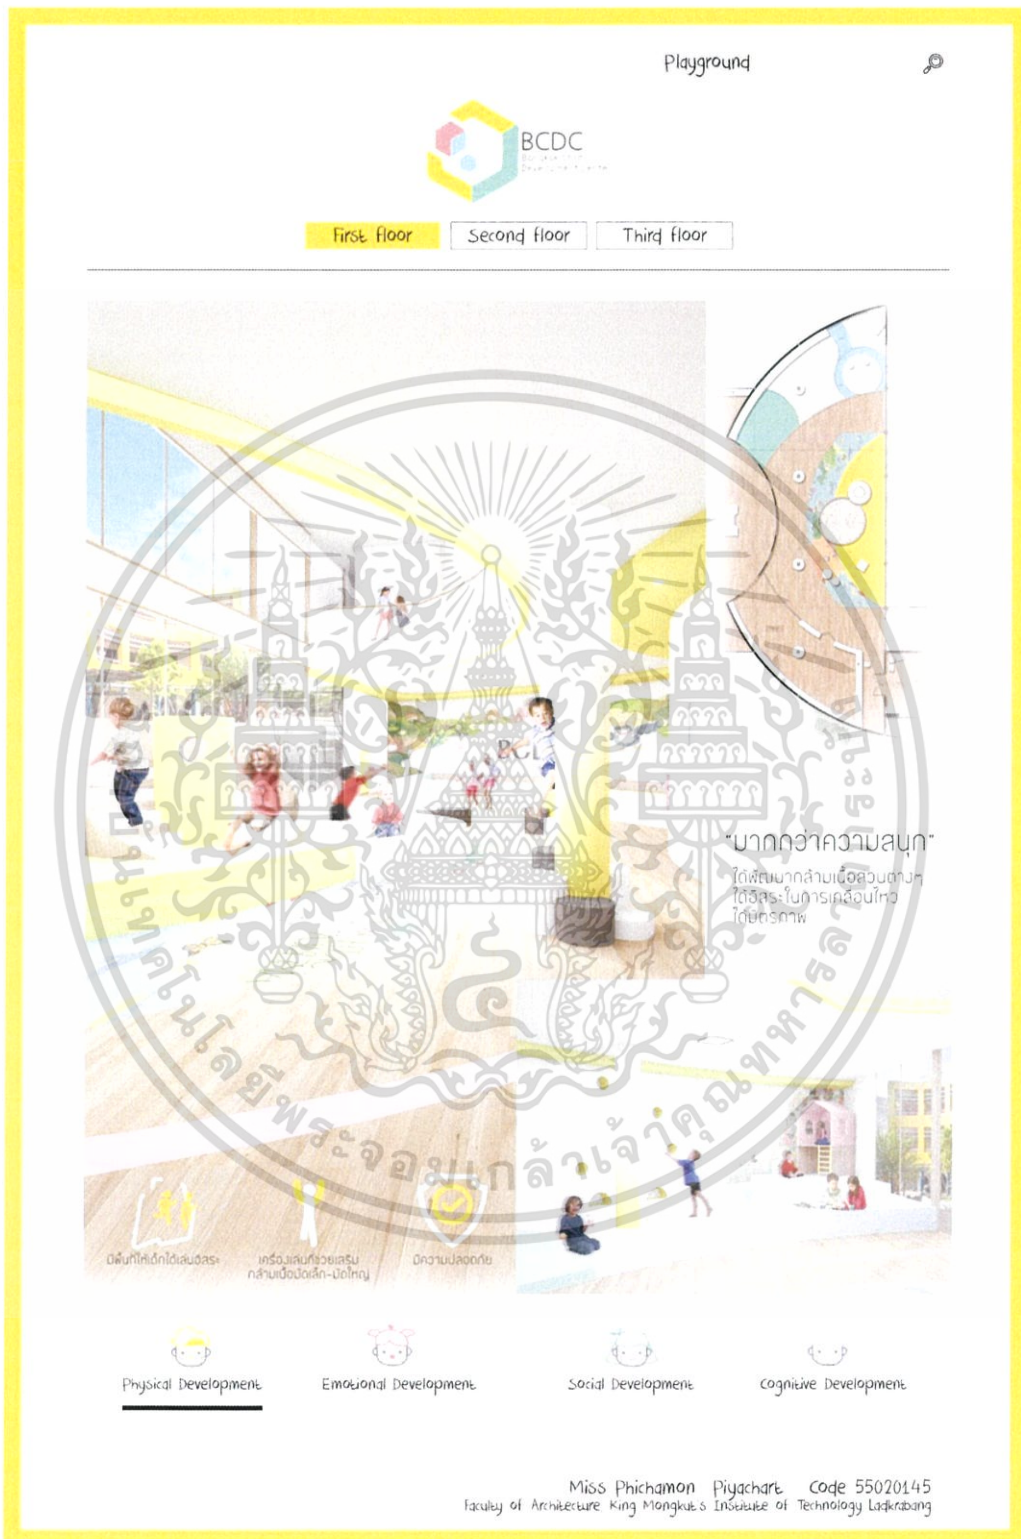 Playground
BCDC
First floor
Second floor
Third floor
"มากกว่าความสนุก"
ได้พัฒนากล้ามเนื้อส่วนต่างๆ
ได้อิสระในการเคลื่อนไหว
ได้มิตรภาพ
มีพื้นที่ให้เด็กได้เล่นอิสระ
เครื่องเล่นที่ช่วยเสริม
กล้ามเนื้อมัดเล็ก-มัดใหญ่
มีความปลอดภัย
Physical Development
Emotional Development
Social Development
Cognitive Development
Miss Phichamon Piyachart Code 55020145
Faculty of Architecture King Mongkut's Institute of Technology Ladkrabang